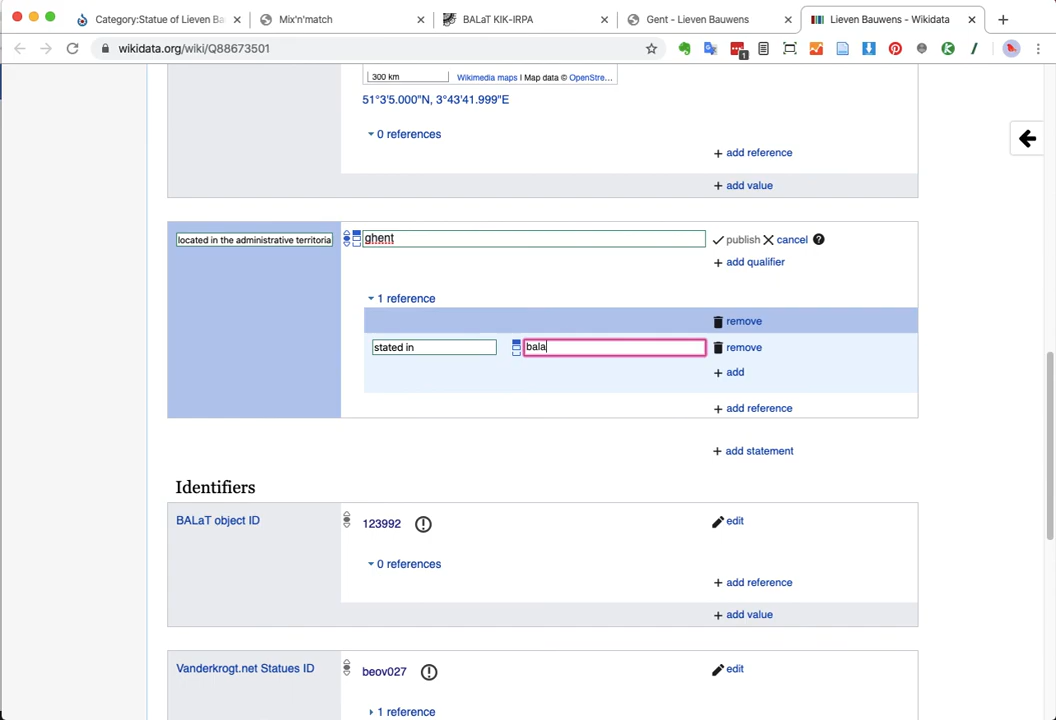 Category:Statue of Lieven Ba
Mix'n'match
BALaT KIK-IRPA
Gent - Lieven Bauwens
Lieven Bauwens - Wikidata
wikidata.org/wiki/Q88673501
1
300 km
Wikimedia maps | Map data © OpenStre...
51°3'5.000"N, 3°43'41.999"E
0 references
+ add reference
+ add value
located in the administrative territoria
ghent
publish cancel ?
+ add qualifier
1 reference
remove
stated in
bala
remove
+ add
+ add reference
+ add statement
Identifiers
BALaT object ID
123992
edit
0 references
+ add reference
+ add value
Vanderkrogt.net Statues ID
beov027
edit
1 reference